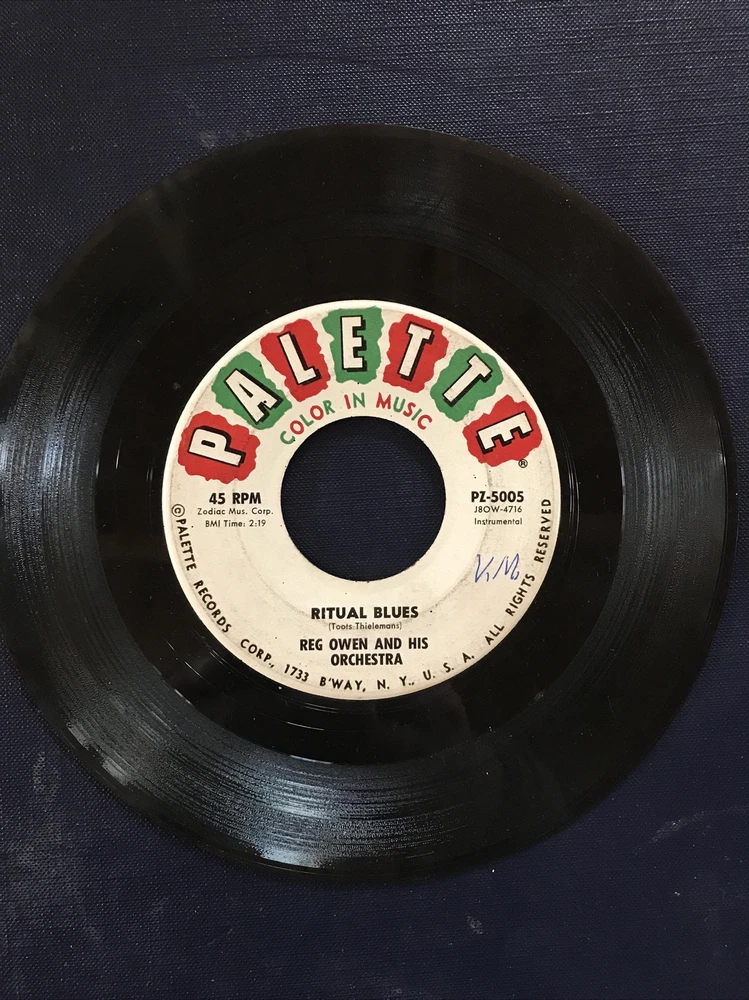 PALETTE
®
COLOR IN MUSIC
45 RPM
Zodiac Mus. Corp.
BMI Time: 2:19
PZ-5005
J8OW-4716
Instrumental
RITUAL BLUES
(Toots Thielemans)
REG OWEN AND HIS
ORCHESTRA
©PALETTE RECORDS CORP., 1733 B'WAY, N. Y., U. S. A. ALL RIGHTS RESERVED